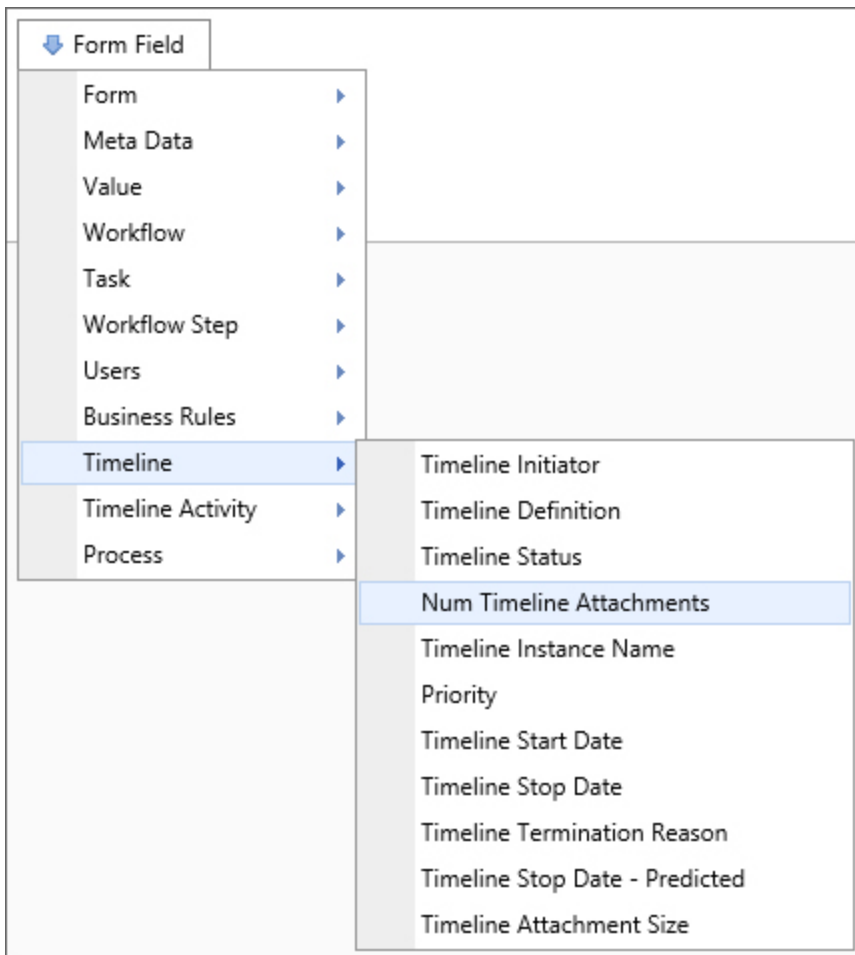 Form Field
Form
Meta Data
Value
Workflow
Task
Workflow Step
Users
Business Rules
Timeline
Timeline Activity
Process
Timeline Initiator
Timeline Definition
Timeline Status
Num Timeline Attachments
Timeline Instance Name
Priority
Timeline Start Date
Timeline Stop Date
Timeline Termination Reason
Timeline Stop Date - Predicted
Timeline Attachment Size